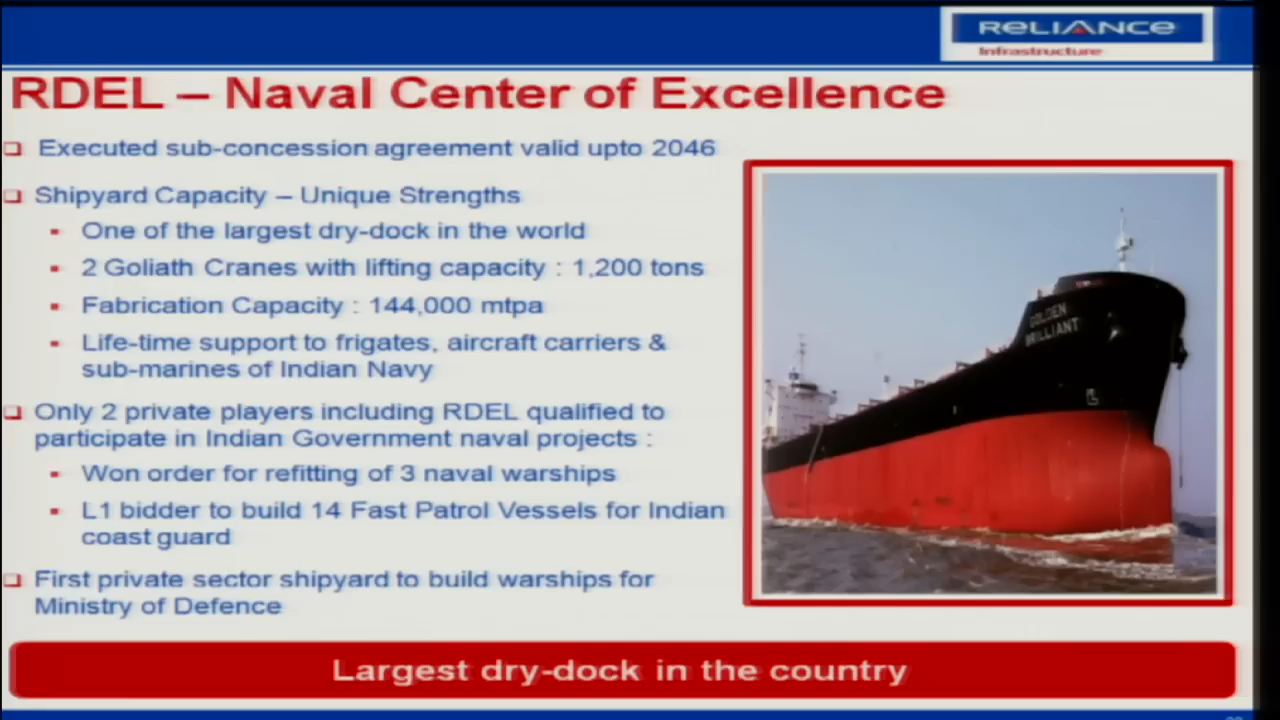 RELIANCE
Infrastructure
RDEL – Naval Center of Excellence
Executed sub-concession agreement valid upto 2046
Shipyard Capacity – Unique Strengths
One of the largest dry-dock in the world
2 Goliath Cranes with lifting capacity : 1,200 tons
Fabrication Capacity : 144,000 mtpa
Life-time support to frigates, aircraft carriers &
sub-marines of Indian Navy
Only 2 private players including RDEL qualified to
participate in Indian Government naval projects :
Won order for refitting of 3 naval warships
L1 bidder to build 14 Fast Patrol Vessels for Indian
coast guard
First private sector shipyard to build warships for
Ministry of Defence
GOLDEN
BRILLIANT
Largest dry-dock in the country